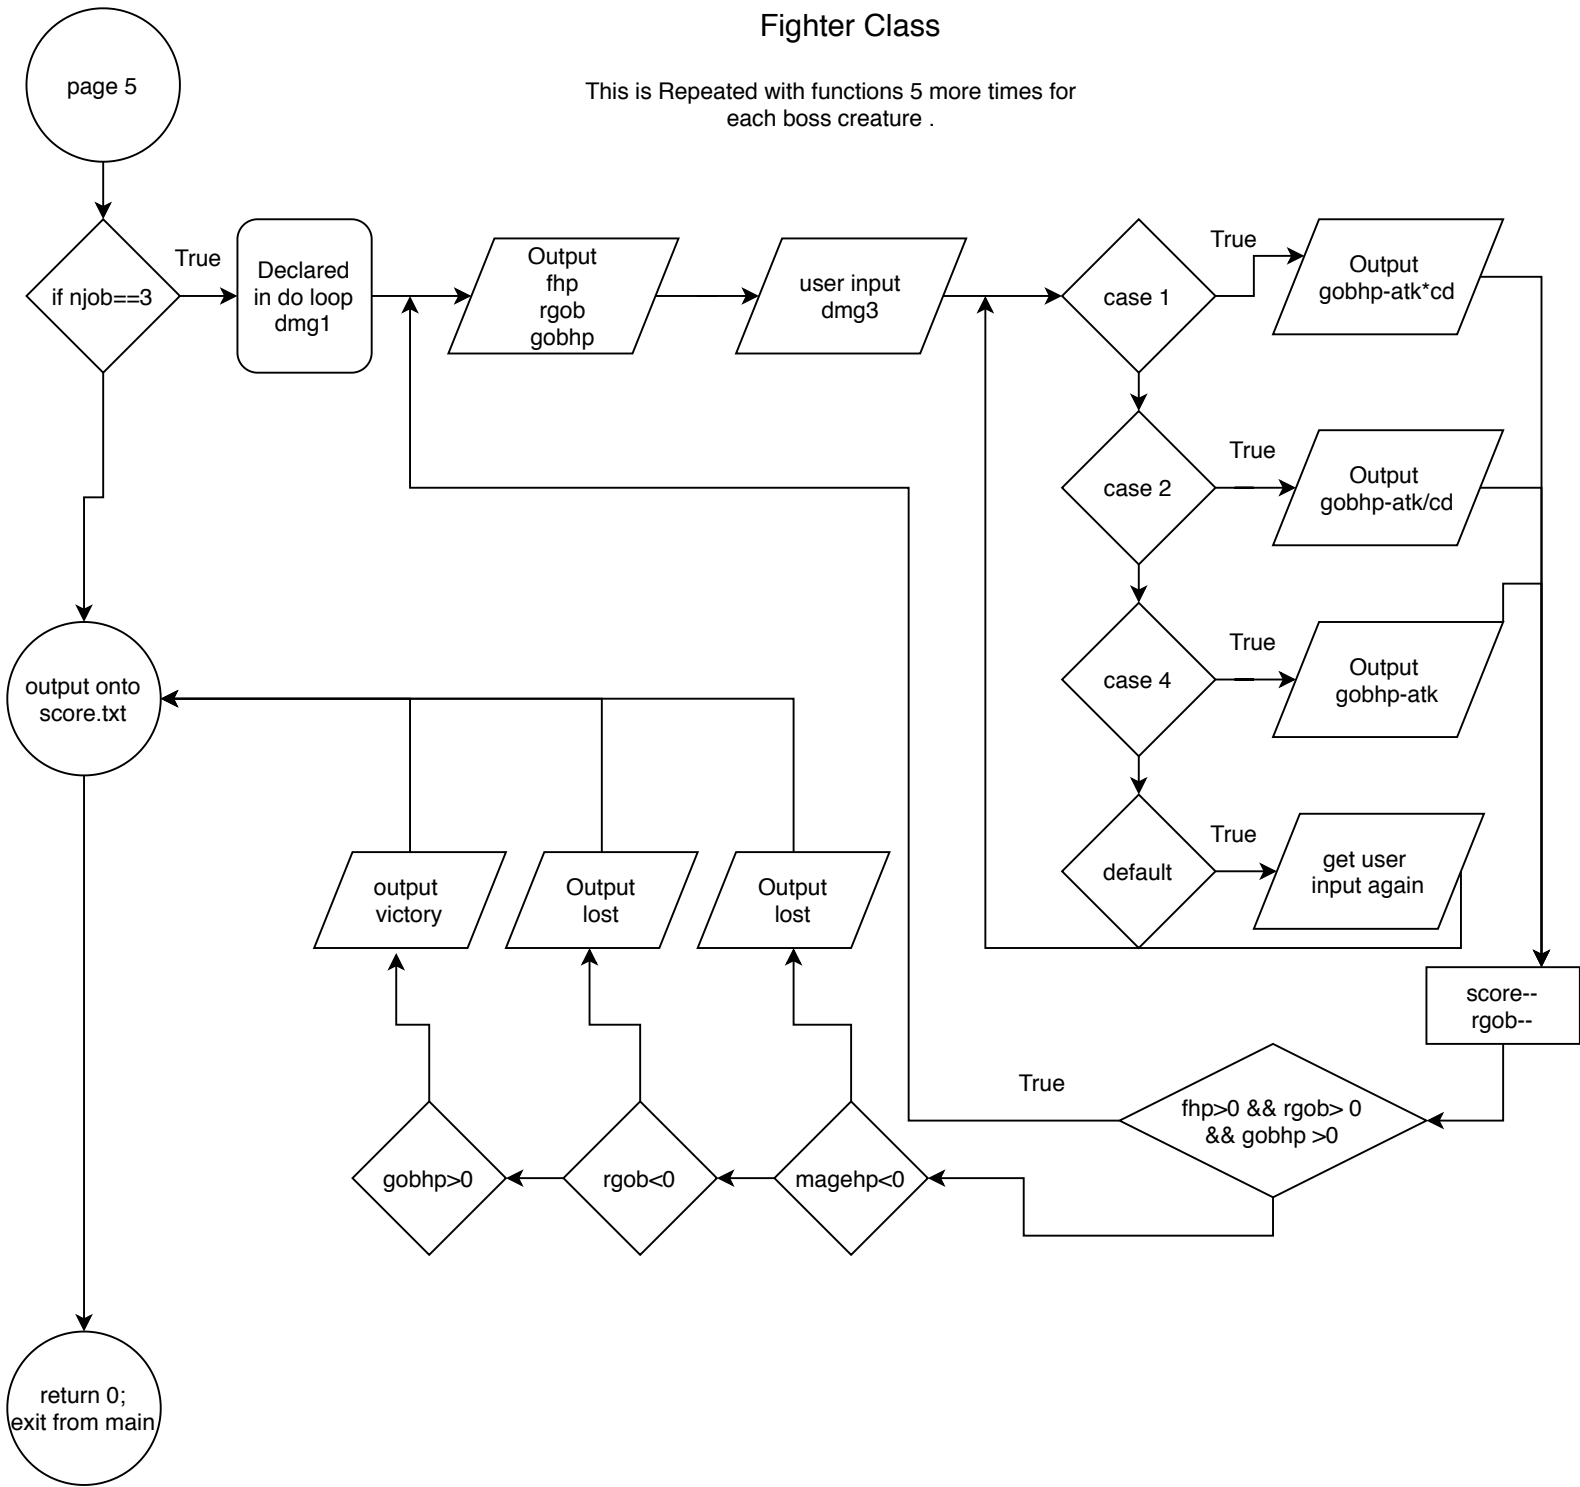 Fighter Class
This is Repeated with functions 5 more times for
each boss creature .
page 5
if njob==3
True
Declared
in do loop
dmg1
Output
fhp
rgob
gobhp
user input
dmg3
case 1
True
Output
gobhp-atk*cd
case 2
True
Output
gobhp-atk/cd
case 4
True
Output
gobhp-atk
default
True
get user
input again
output onto
score.txt
output
victory
Output
lost
Output
lost
score--
rgob--
True
fhp>0 && rgob> 0
&& gobhp >0
gobhp>0
rgob<0
magehp<0
return 0;
exit from main